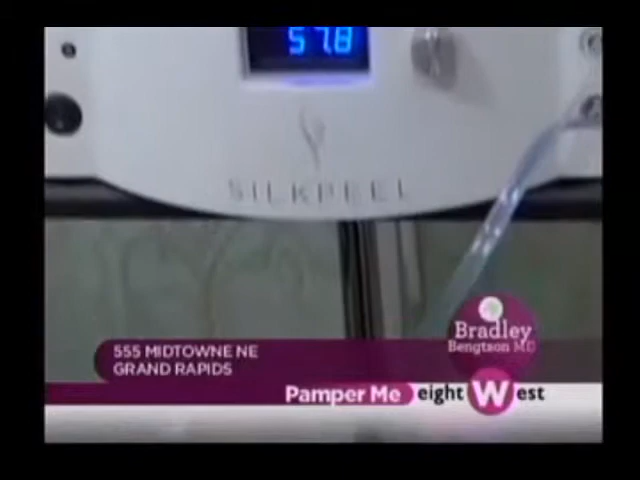 57.8
SILKPEEL
Bradley
Bengtson MD
555 MIDTOWNE NE
GRAND RAPIDS
Pamper Me eight West